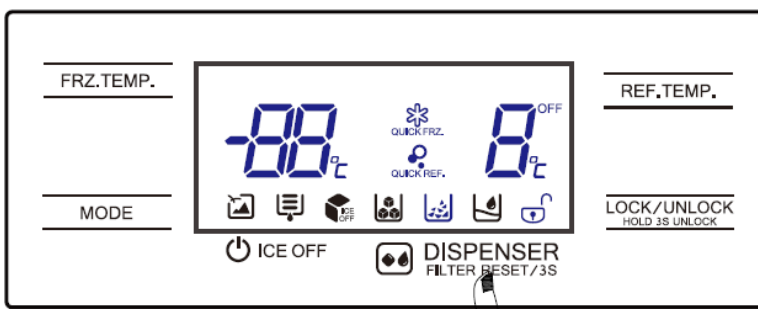 FRZ.TEMP.
REF.TEMP.
-88°C
QUICK FRZ.
QUICK REF.
8°C
OFF
MODE
ICE
OFF
LOCK/UNLOCK
HOLD 3S UNLOCK
ICE OFF
DISPENSER
FILTER RESET/3S